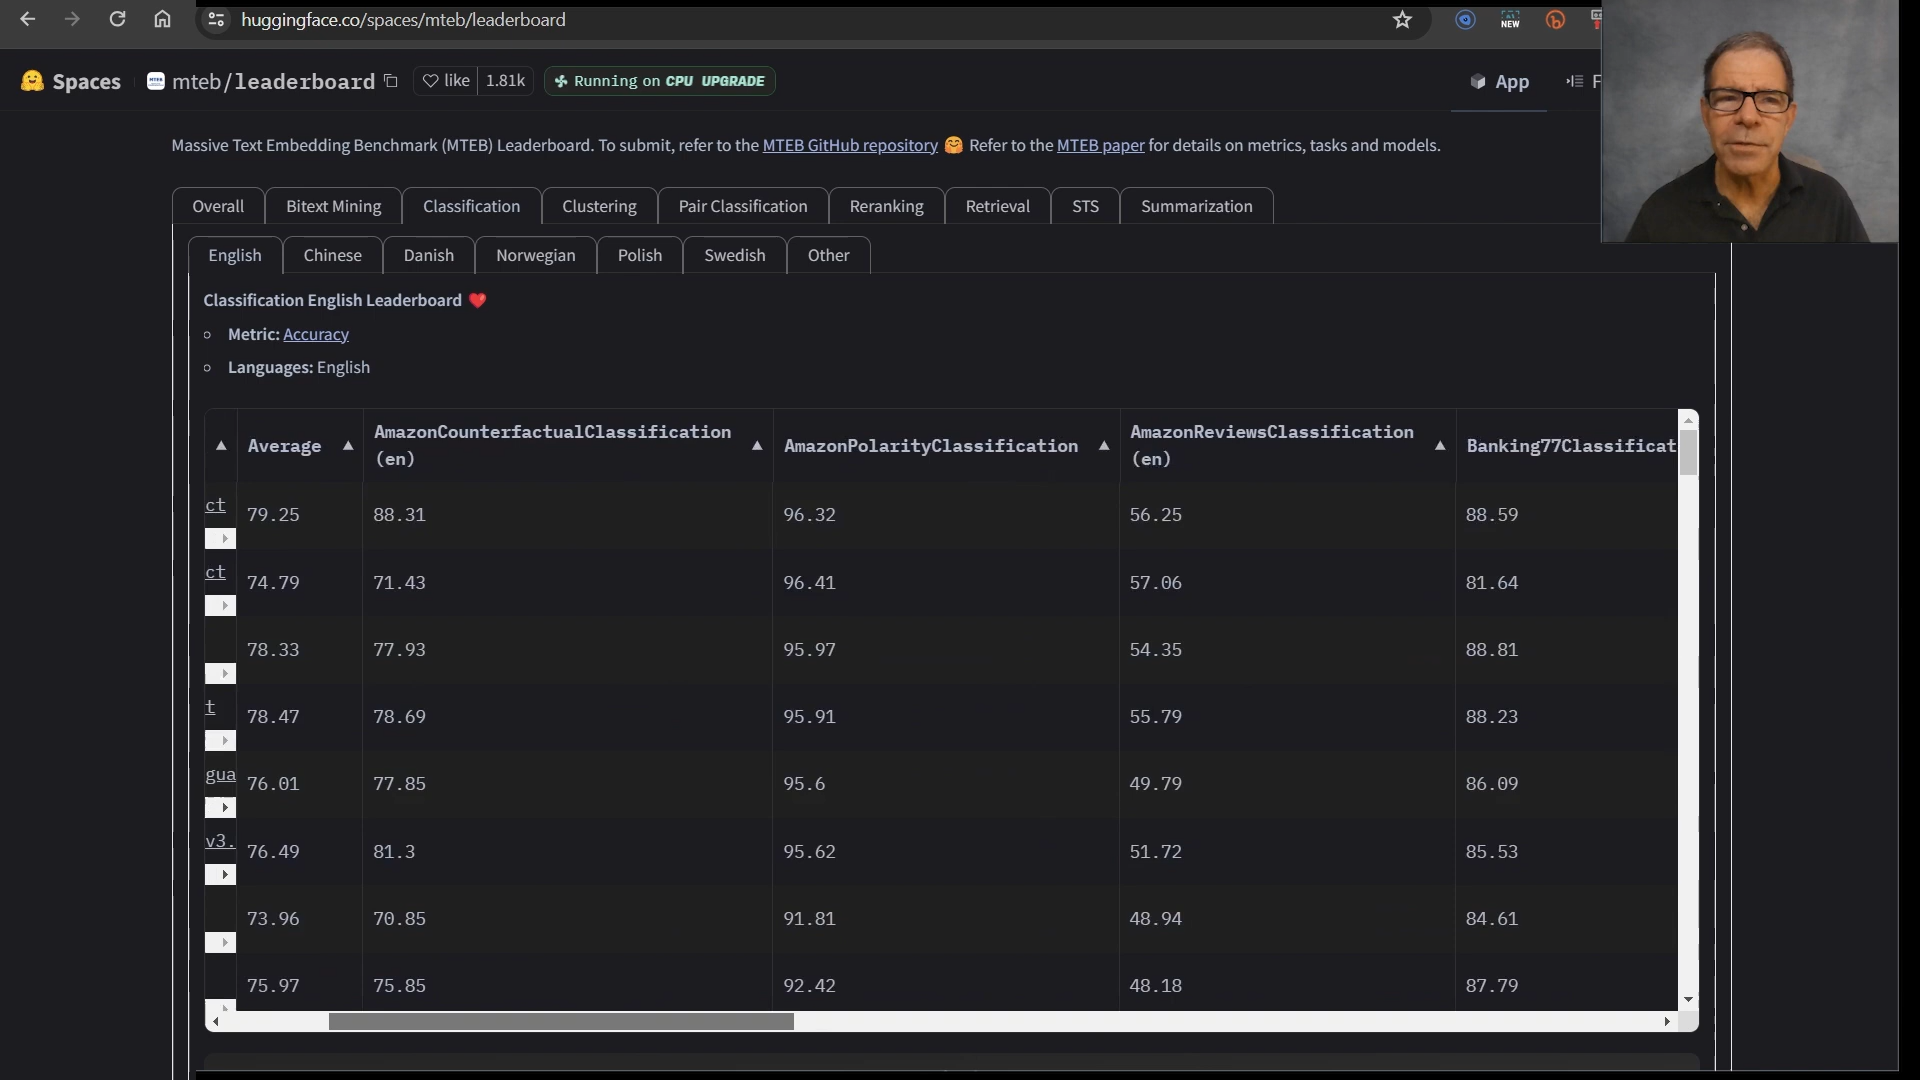 huggingface.co/spaces/mteb/leaderboard
NEW
Spaces mteb/leaderboard like 1.81k Running on CPU UPGRADE App F
Massive Text Embedding Benchmark (MTEB) Leaderboard. To submit, refer to the MTEB GitHub repository 🤗 Refer to the MTEB paper for details on metrics, tasks and models.
Overall Bitext Mining Classification Clustering Pair Classification Reranking Retrieval STS Summarization
English Chinese Danish Norwegian Polish Swedish Other
Classification English Leaderboard ❤️
Metric: Accuracy
Languages: English
Average AmazonCounterfactualClassification (en) AmazonPolarityClassification AmazonReviewsClassification (en) Banking77Classificat
ct 79.25 88.31 96.32 56.25 88.59
ct 74.79 71.43 96.41 57.06 81.64
78.33 77.93 95.97 54.35 88.81
t 78.47 78.69 95.91 55.79 88.23
gua 76.01 77.85 95.6 49.79 86.09
v3. 76.49 81.3 95.62 51.72 85.53
73.96 70.85 91.81 48.94 84.61
75.97 75.85 92.42 48.18 87.79